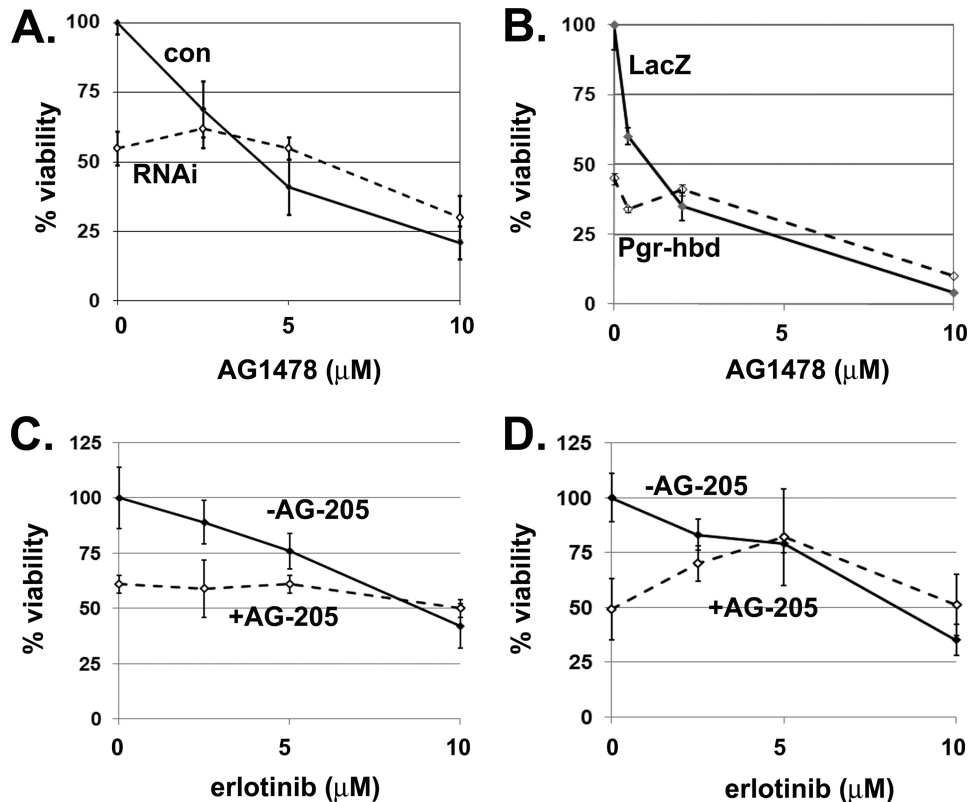 A.
100
75
50
25
0
% viability
con
RNAi
0 5 10
AG1478 (μM)
B.
100
75
50
25
0
% viability
LacZ
Pgr-hbd
0 5 10
AG1478 (μM)
C.
125
100
75
50
25
0
% viability
-AG-205
+AG-205
0 5 10
erlotinib (μM)
D.
125
100
75
50
25
0
% viability
-AG-205
+AG-205
0 5 10
erlotinib (μM)